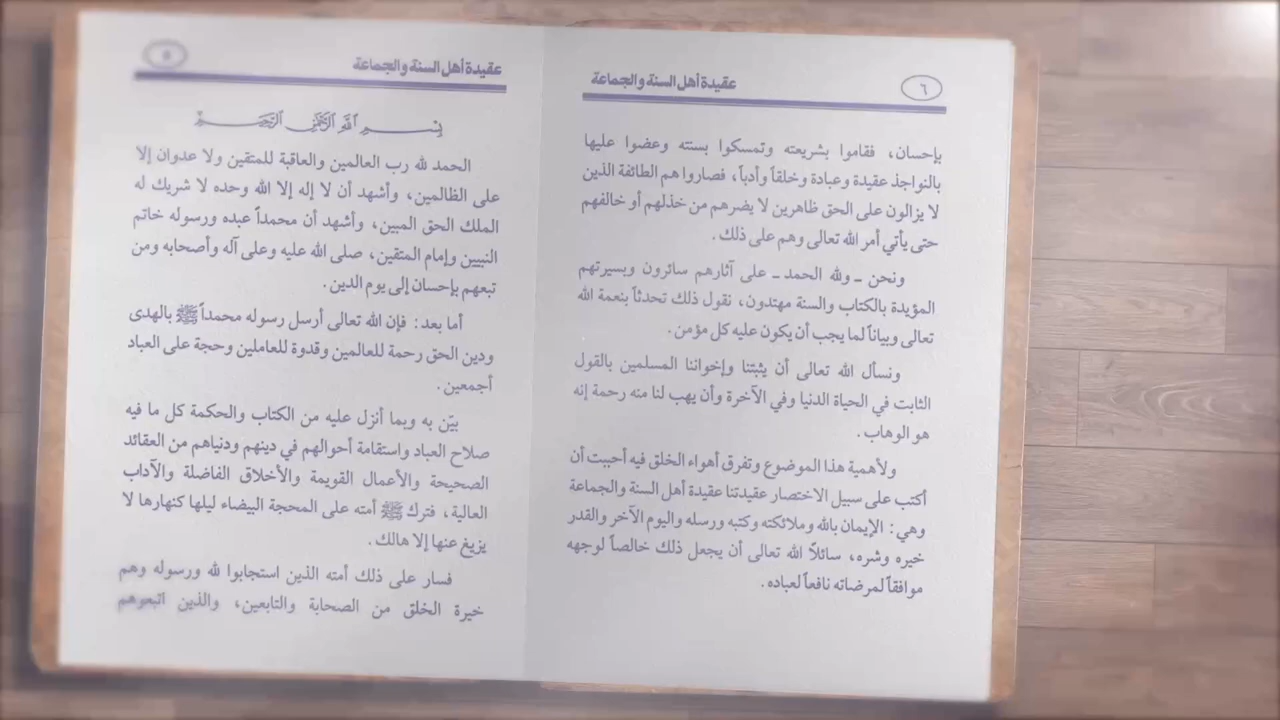 عقيدة أهل السنة والجماعة
٥
بسم الله الرحمن الرحيم
الحمد لله رب العالمين والعاقبة للمتقين ولا عدوان إلا
على الظالمين، وأشهد أن لا إله إلا الله وحده لا شريك له
الملك الحق المبين، وأشهد أن محمداً عبده ورسوله خاتم
النبيين وإمام المتقين، صلى الله عليه وعلى آله وأصحابه ومن
تبعهم بإحسان إلى يوم الدين.
أما بعد: فإن الله تعالى أرسل رسوله محمداً ﷺ بالهدى
ودين الحق رحمة للعالمين وقدوة للعاملين وحجة على العباد
أجمعين.
بيّن به وبما أنزل عليه من الكتاب والحكمة كل ما فيه
صلاح العباد واستقامة أحوالهم في دينهم ودنياهم من العقائد
الصحيحة والأعمال القويمة والأخلاق الفاضلة والآداب
العالية، فترك ﷺ أمته على المحجة البيضاء ليلها كنهارها لا
يزيغ عنها إلا هالك.
فسار على ذلك أمته الذين استجابوا لله ورسوله وهم
خيرة الخلق من الصحابة والتابعين، والذين اتبعوهم
٦
عقيدة أهل السنة والجماعة
بإحسان، فقاموا بشريعته وتمسكوا بسنته وعضوا عليها
بالنواجذ عقيدة وعبادة وخلقاً وأدباً، فصاروا هم الطائفة الذين
لا يزالون على الحق ظاهرين لا يضرهم من خذلهم أو خالفهم
حتى يأتي أمر الله تعالى وهم على ذلك.
ونحن ـ ولله الحمد ـ على آثارهم سائرون وبسيرتهم
المؤيدة بالكتاب والسنة مهتدون، نقول ذلك تحدثاً بنعمة الله
تعالى وبياناً لما يجب أن يكون عليه كل مؤمن.
ونسأل الله تعالى أن يثبتنا وإخواننا المسلمين بالقول
الثابت في الحياة الدنيا وفي الآخرة وأن يهب لنا منه رحمة إنه
هو الوهاب.
ولأهمية هذا الموضوع وتفرق أهواء الخلق فيه أحببت أن
أكتب على سبيل الاختصار عقيدتنا عقيدة أهل السنة والجماعة
وهي: الإيمان بالله وملائكته وكتبه ورسله واليوم الآخر والقدر
خيره وشره، سائلاً الله تعالى أن يجعل ذلك خالصاً لوجهه
موافقاً لمرضاته نافعاً لعباده.